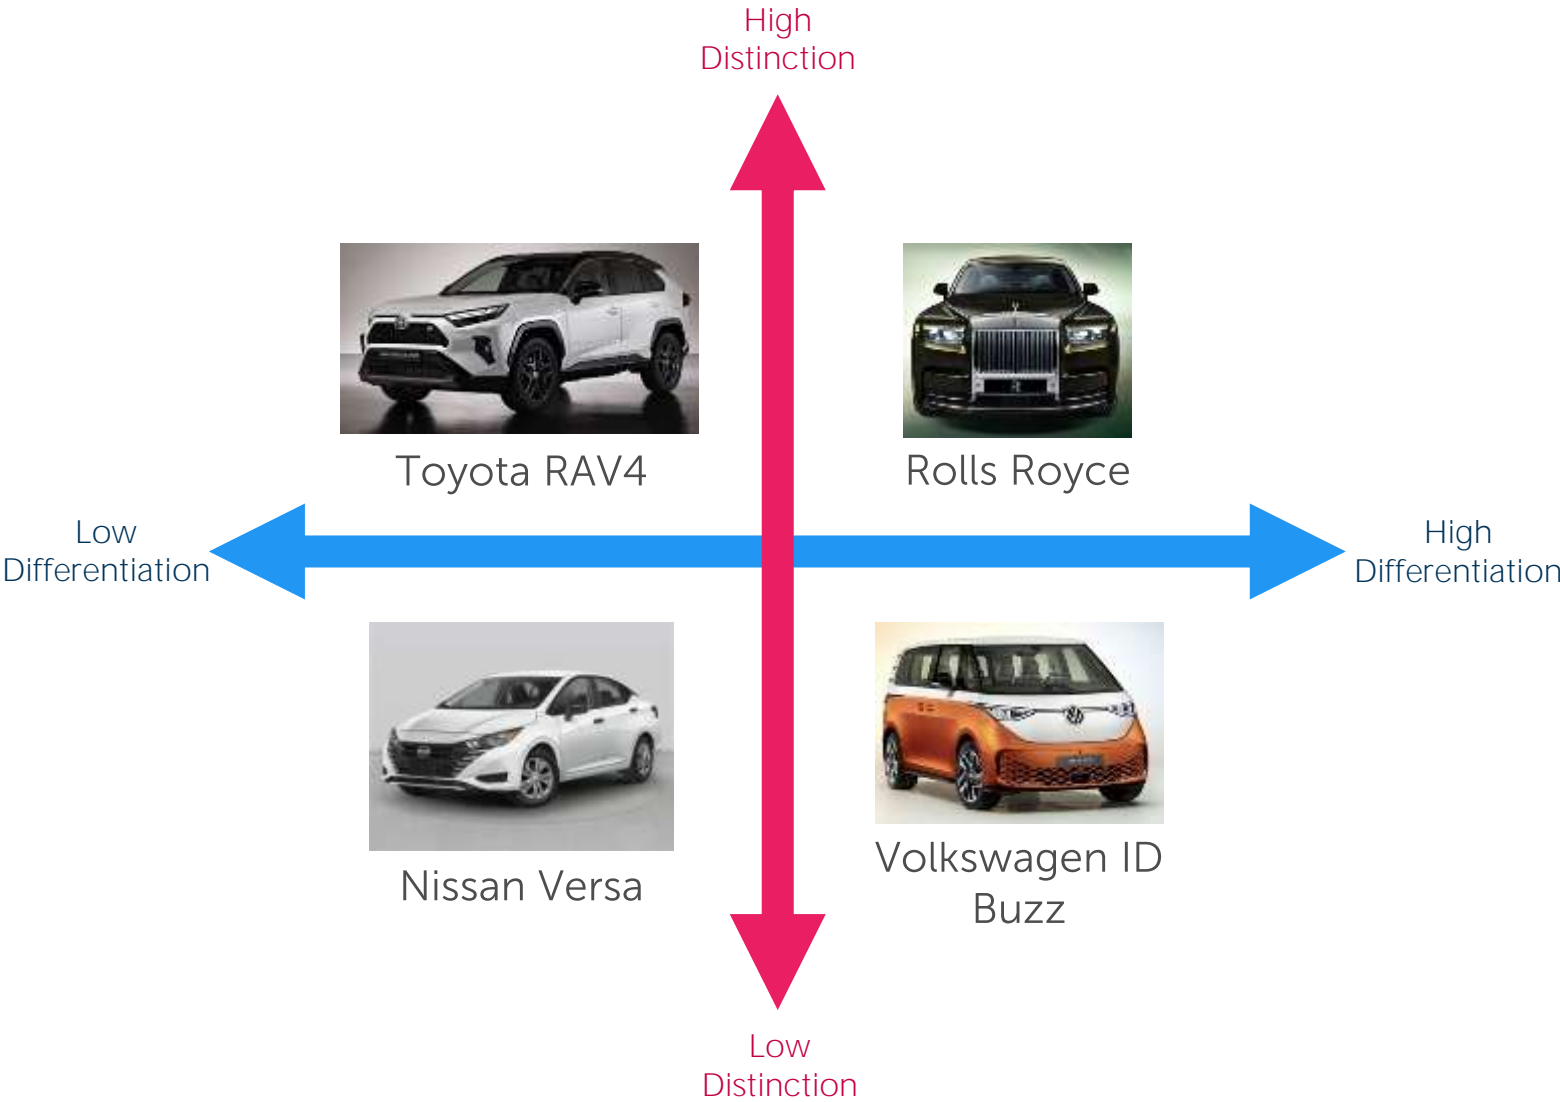 High
Distinction
Toyota RAV4
Rolls Royce
Low
Differentiation
High
Differentiation
Nissan Versa
Volkswagen ID
Buzz
Low
Distinction